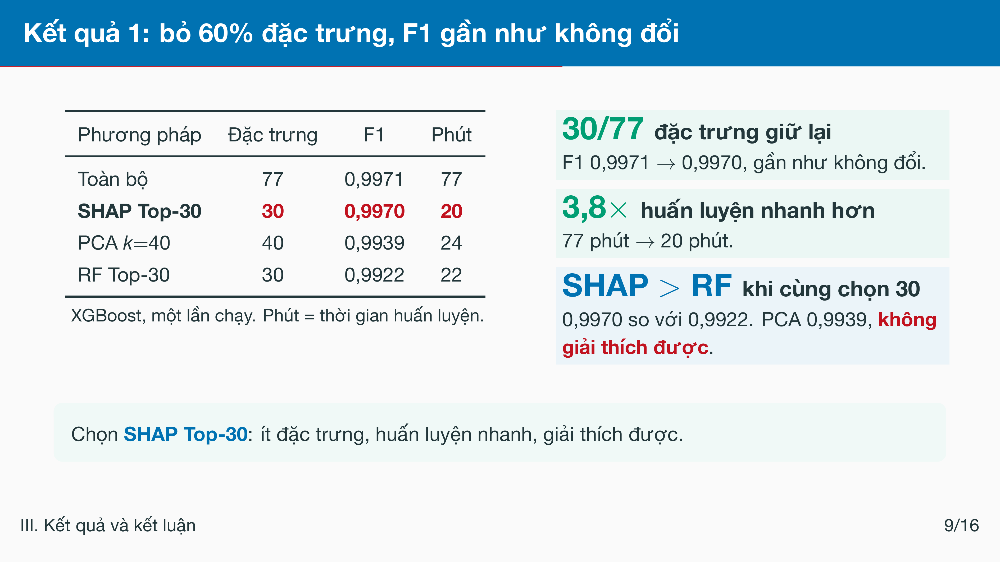 Kết quả 1: bỏ 60% đặc trưng, F1 gần như không đổi
Phương pháp Đặc trưng F1 Phút
Toàn bộ 77 0,9971 77
SHAP Top-30 30 0,9970 20
PCA k=40 40 0,9939 24
RF Top-30 30 0,9922 22
XGBoost, một lần chạy. Phút = thời gian huấn luyện.
30/77 đặc trưng giữ lại
F1 0,9971 → 0,9970, gần như không đổi.
3,8× huấn luyện nhanh hơn
77 phút → 20 phút.
SHAP > RF khi cùng chọn 30
0,9970 so với 0,9922. PCA 0,9939, không
giải thích được.
Chọn SHAP Top-30: ít đặc trưng, huấn luyện nhanh, giải thích được.
III. Kết quả và kết luận
9/16